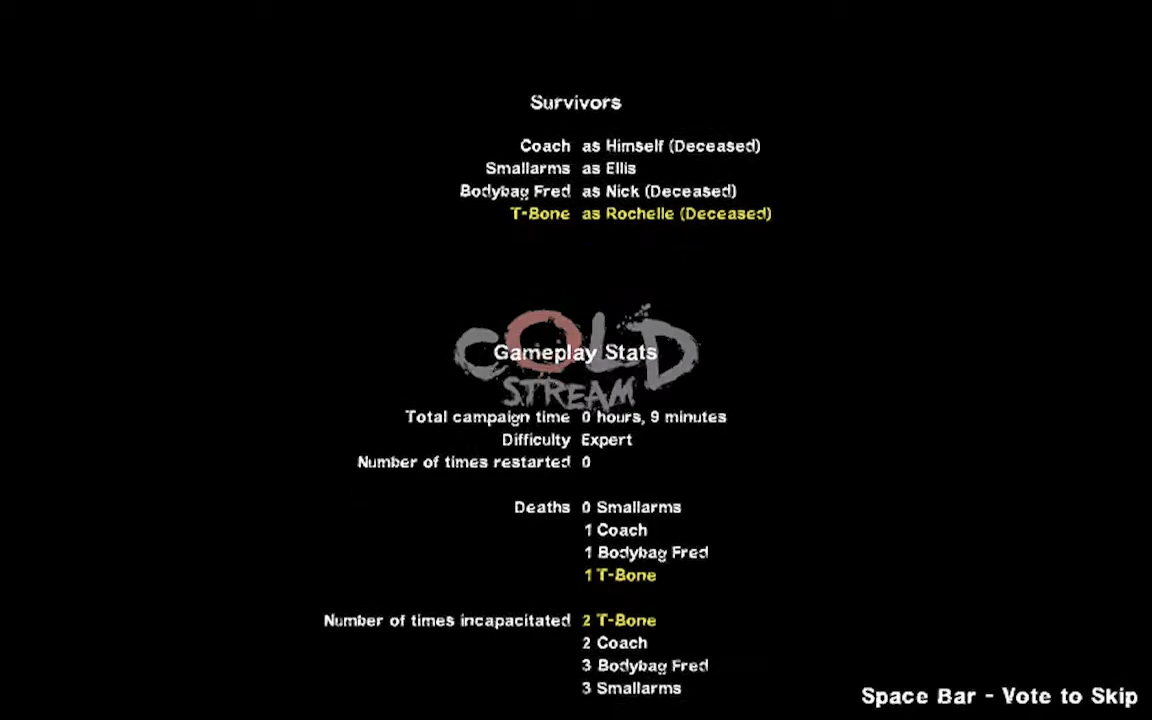 Survivors
Coach as Himself (Deceased)
Smallarms as Ellis
Bodybag Fred as Nick (Deceased)
T-Bone as Rochelle (Deceased)
COLD
Gameplay Stats
STREAM
Total campaign time 0 hours, 9 minutes
Difficulty Expert
Number of times restarted 0
Deaths 0 Smallarms
1 Coach
1 Bodybag Fred
1 T-Bone
Number of times incapacitated 2 T-Bone
2 Coach
3 Bodybag Fred
3 Smallarms
Space Bar - Vote to Skip